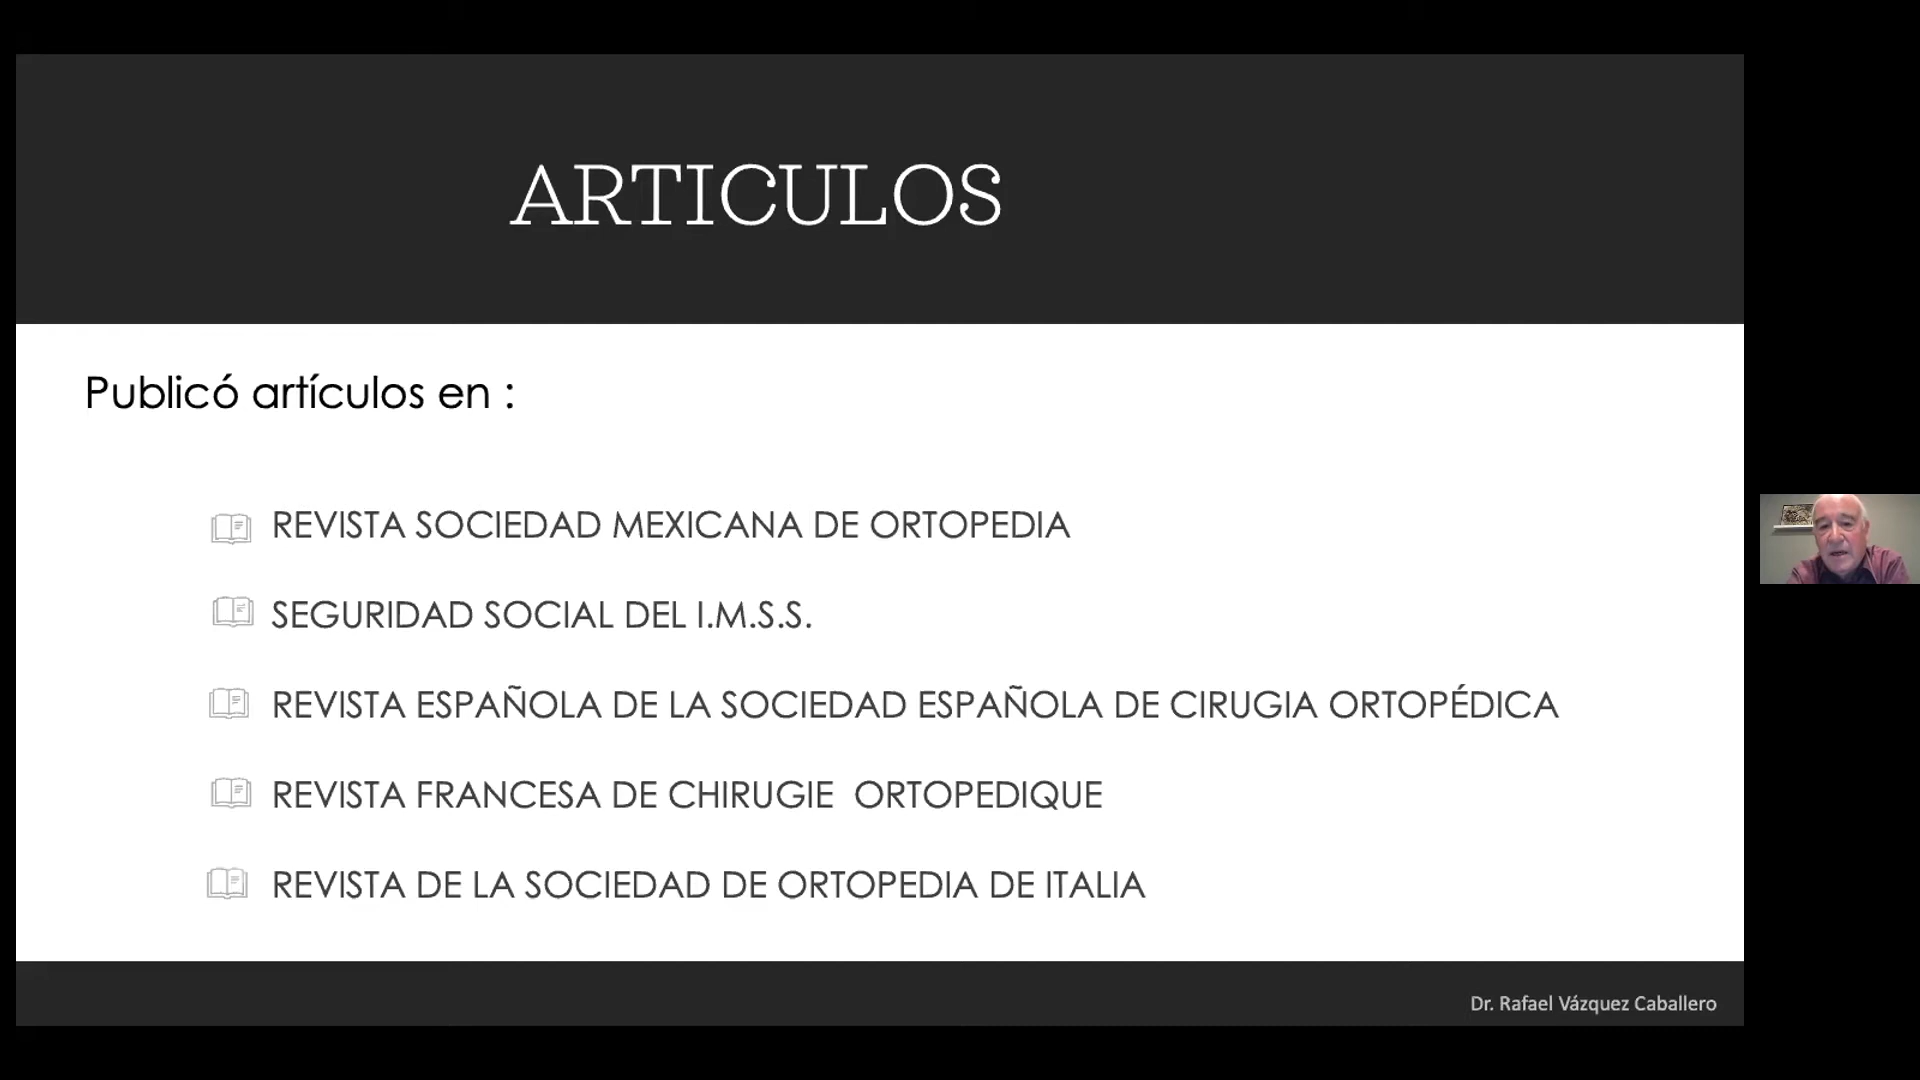 ARTICULOS
Publicó artículos en :
REVISTA SOCIEDAD MEXICANA DE ORTOPEDIA
SEGURIDAD SOCIAL DEL I.M.S.S.
REVISTA ESPAÑOLA DE LA SOCIEDAD ESPAÑOLA DE CIRUGIA ORTOPÉDICA
REVISTA FRANCESA DE CHIRUGIE  ORTOPEDIQUE
REVISTA DE LA SOCIEDAD DE ORTOPEDIA DE ITALIA
Dr. Rafael Vázquez Caballero